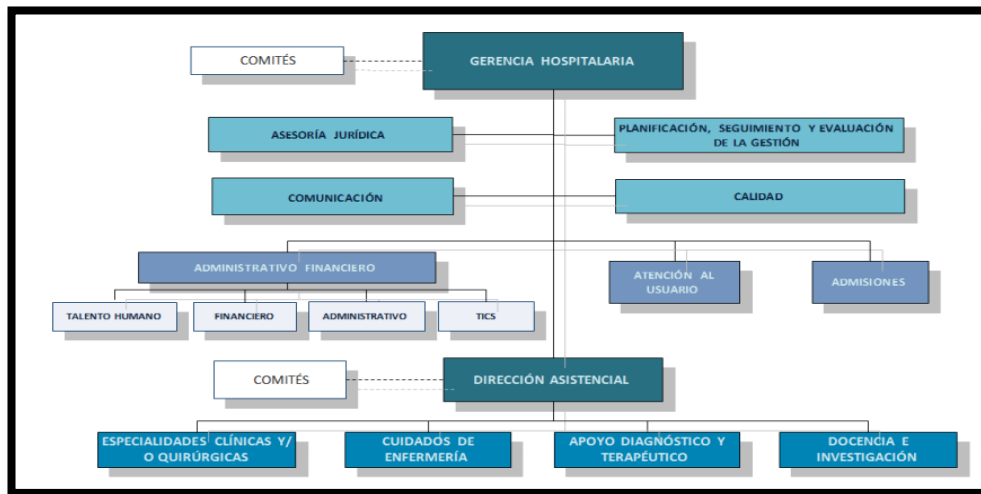 COMITÉS
GERENCIA HOSPITALARIA
ASESORÍA JURÍDICA
PLANIFICACIÓN, SEGUIMIENTO Y EVALUACIÓN
DE LA GESTIÓN
COMUNICACIÓN
CALIDAD
ADMINISTRATIVO FINANCIERO
ATENCIÓN AL
USUARIO
ADMISIONES
TALENTO HUMANO
FINANCIERO
ADMINISTRATIVO
TICS
COMITÉS
DIRECCIÓN ASISTENCIAL
ESPECIALIDADES CLÍNICAS Y/
O QUIRÚRGICAS
CUIDADOS DE
ENFERMERÍA
APOYO DIAGNÓSTICO Y
TERAPÉUTICO
DOCENCIA E
INVESTIGACIÓN